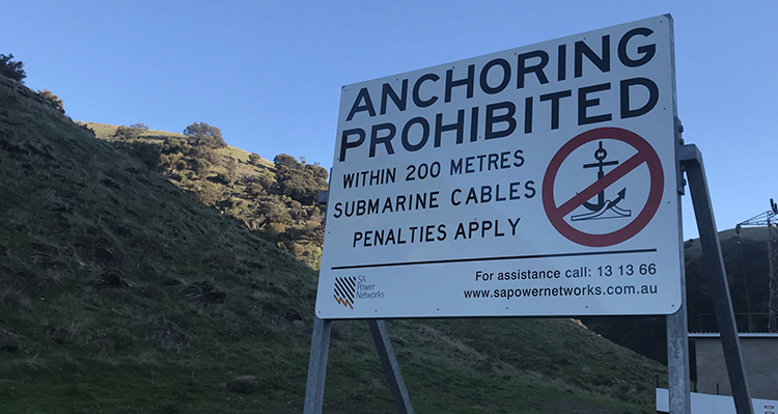 ANCHORING
PROHIBITED
WITHIN 200 METRES
SUBMARINE CABLES
PENALTIES APPLY
SA
Power
Networks
For assistance call: 13 13 66
www.sapowernetworks.com.au